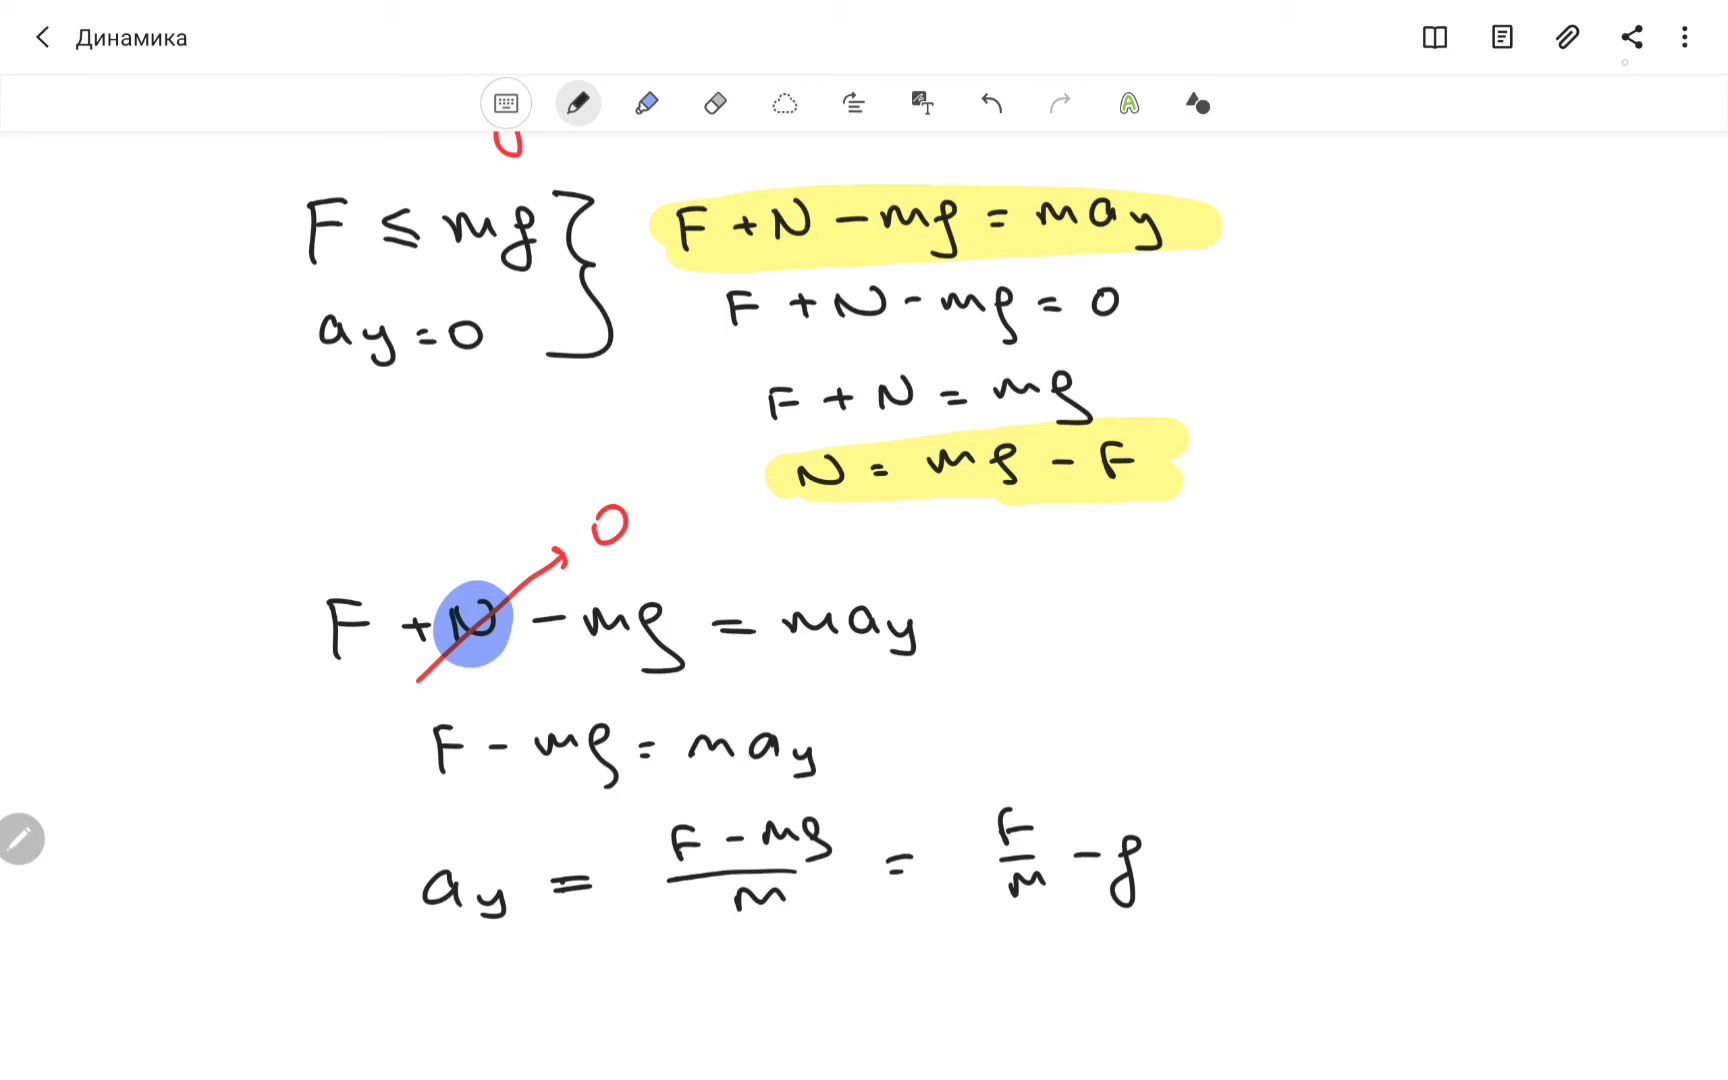 Динамика
0
F ≤ mg
ay = 0
F + N - mg = may
F + N - mg = 0
F + N = mg
N = mg - F
0
F + N - mg = may
F - mg = may
ay = (F - mg)/m = F/m - g